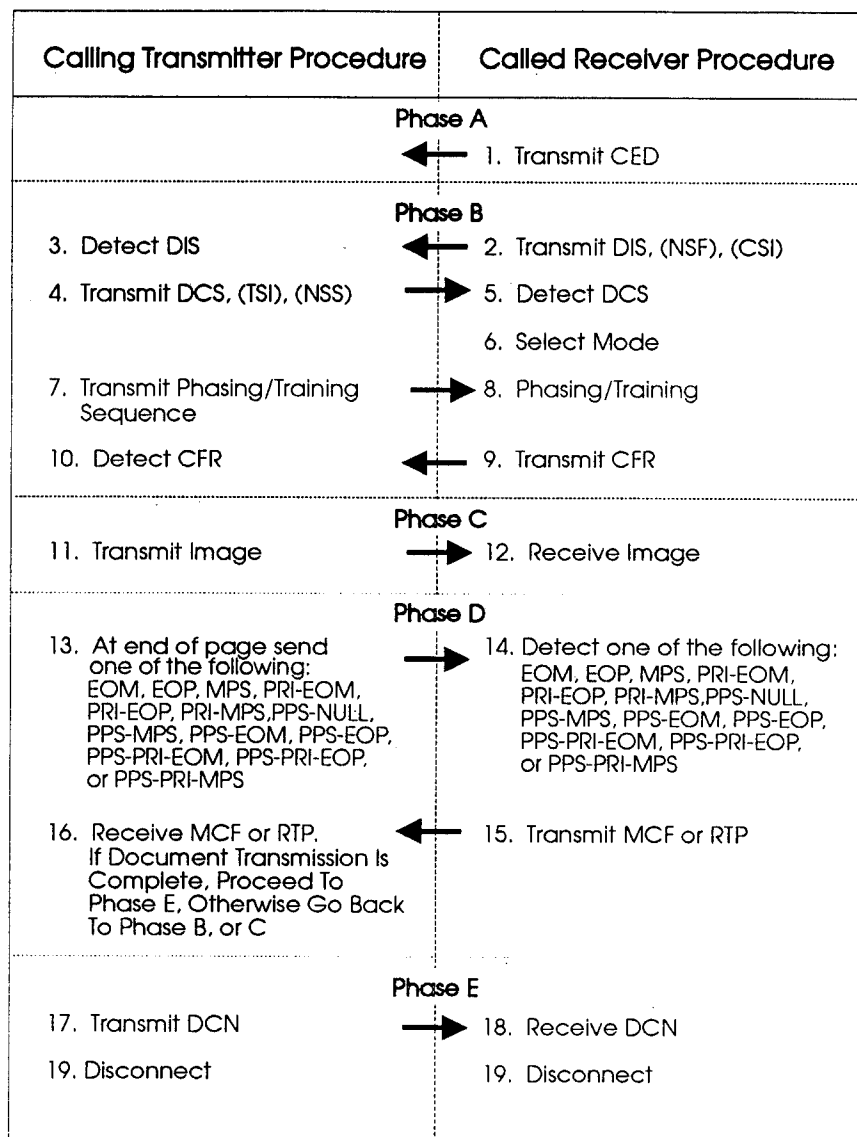 Calling Transmitter Procedure
Called Receiver Procedure
Phase A
1. Transmit CED
Phase B
3. Detect DIS
2. Transmit DIS, (NSF), (CSI)
4. Transmit DCS, (TSI), (NSS)
5. Detect DCS
6. Select Mode
7. Transmit Phasing/Training
Sequence
8. Phasing/Training
10. Detect CFR
9. Transmit CFR
Phase C
11. Transmit Image
12. Receive Image
Phase D
13. At end of page send
one of the following:
EOM, EOP, MPS, PRI-EOM,
PRI-EOP, PRI-MPS,PPS-NULL,
PPS-MPS, PPS-EOM, PPS-EOP,
PPS-PRI-EOM, PPS-PRI-EOP,
or PPS-PRI-MPS
14. Detect one of the following:
EOM, EOP, MPS, PRI-EOM,
PRI-EOP, PRI-MPS,PPS-NULL,
PPS-MPS, PPS-EOM, PPS-EOP,
PPS-PRI-EOM, PPS-PRI-EOP,
or PPS-PRI-MPS
16. Receive MCF or RTP.
If Document Transmission Is
Complete, Proceed To
Phase E, Otherwise Go Back
To Phase B, or C
15. Transmit MCF or RTP
Phase E
17. Transmit DCN
18. Receive DCN
19. Disconnect
19. Disconnect